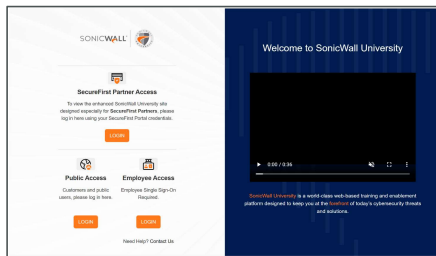 SONICWALL
SecureFirst Partner Access
To view the enhanced SonicWall University site
designed especially for SecureFirst Partners, please
log in here using your SecureFirst Portal credentials.
LOGIN
Public Access
Customers and public
users, please log in here.
LOGIN
Employee Access
Employee Single Sign-On
Required.
LOGIN
Need Help? Contact Us
Welcome to SonicWall University
0:00 / 0:36
SonicWall University is a world-class web-based training and enablement
platform designed to keep you at the forefront of today's cybersecurity threats
and solutions.